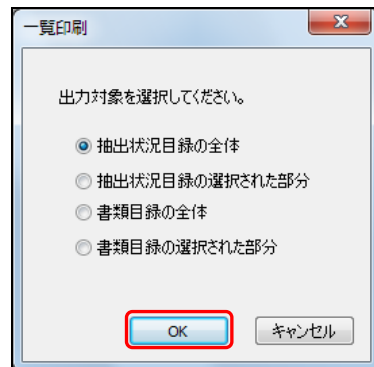 一覧印刷
出力対象を選択してください。
抽出状況目録の全体
抽出状況目録の選択された部分
書類目録の全体
書類目録の選択された部分
OK キャンセル